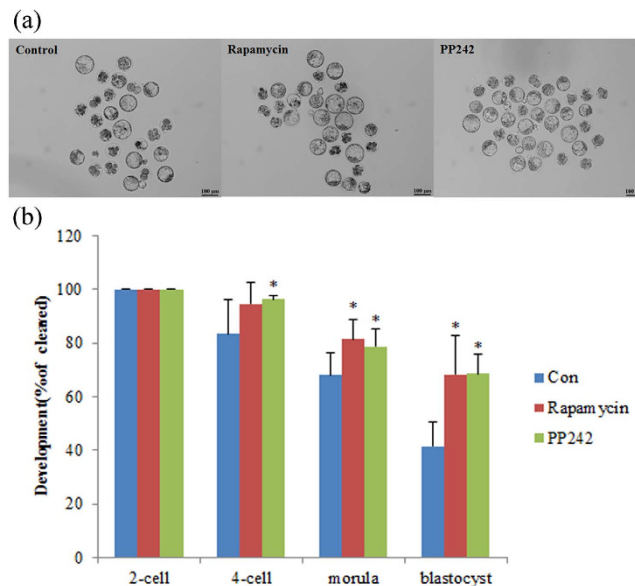 (a)
Control
Rapamycin
PP242
100 μm
100 μm
100
(b)
Development(%of cleaved)
120
100
80
60
40
20
0
*
*
*
*
*
Con
Rapamycin
PP242
2-cell
4-cell
morula
blastocyst